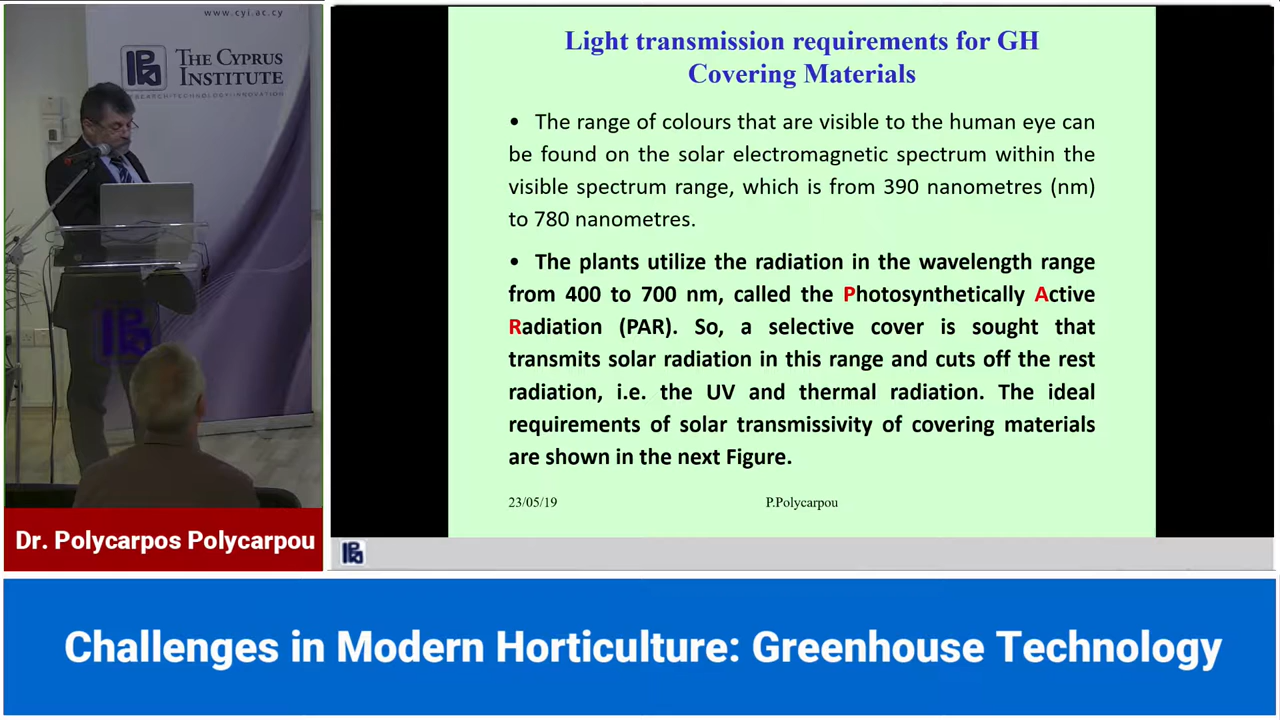 www.cyi.ac.cy
THE CYPRUS
INSTITUTE
RESEARCH•TECHNOLOGY•INNOVATION
Light transmission requirements for GH
Covering Materials
• The range of colours that are visible to the human eye can
be found on the solar electromagnetic spectrum within the
visible spectrum range, which is from 390 nanometres (nm)
to 780 nanometres.
• The plants utilize the radiation in the wavelength range
from 400 to 700 nm, called the Photosynthetically Active
Radiation (PAR). So, a selective cover is sought that
transmits solar radiation in this range and cuts off the rest
radiation, i.e. the UV and thermal radiation. The ideal
requirements of solar transmissivity of covering materials
are shown in the next Figure.
23/05/19 P.Polycarpou
Dr. Polycarpos Polycarpou
Challenges in Modern Horticulture: Greenhouse Technology